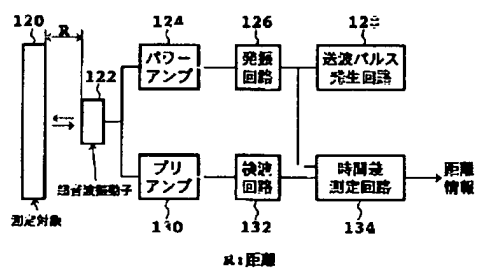 120
R
122
124
126
128
パワー
アンプ
発振
回路
送波パルス
発生回路
超音波振動子
測定対象
プリ
アンプ
検波
回路
時間差
測定回路
距離
情報
130
132
134
R:距離